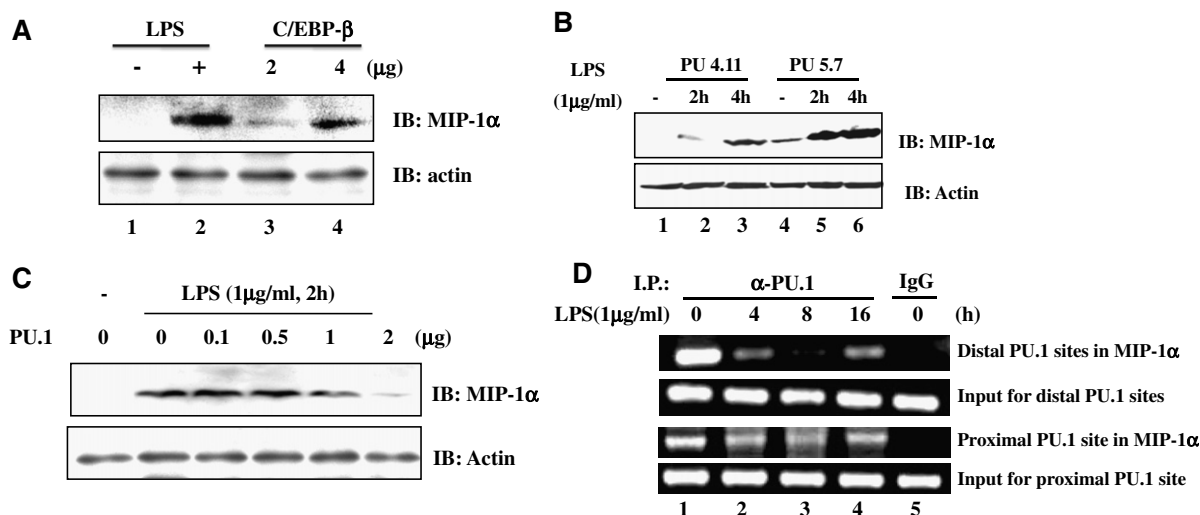 A
LPS
C/EBP-β
- + 2 4 (μg)
IB: MIP-1α
IB: actin
1 2 3 4
B
LPS PU 4.11 PU 5.7
(1μg/ml) - 2h 4h - 2h 4h
IB: MIP-1α
IB: Actin
1 2 3 4 5 6
C
- LPS (1μg/ml, 2h)
PU.1 0 0 0.1 0.5 1 2 (μg)
IB: MIP-1α
IB: Actin
D
I.P.: α-PU.1 IgG
LPS(1μg/ml) 0 4 8 16 0 (h)
Distal PU.1 sites in MIP-1α
Input for distal PU.1 sites
Proximal PU.1 site in MIP-1α
Input for proximal PU.1 site
1 2 3 4 5